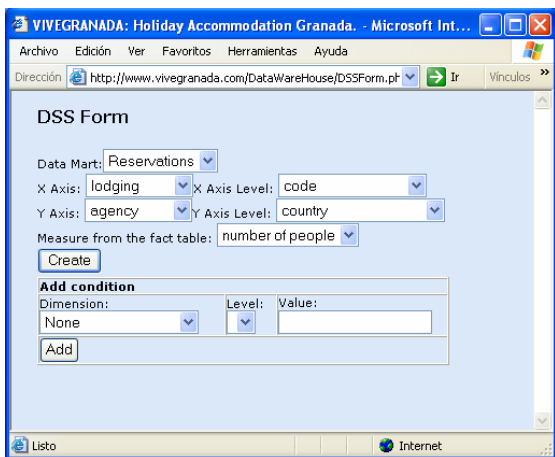 VIVEGRANADA: Holiday Accommodation Granada. - Microsoft Int...
Archivo Edición Ver Favoritos Herramientas Ayuda
Dirección http://www.vivegranada.com/DataWareHouse/DSSForm.ph Ir Vínculos »
DSS Form
Data Mart: Reservations
X Axis: lodging X Axis Level: code
Y Axis: agency Y Axis Level: country
Measure from the fact table: number of people
Create
Add condition
Dimension: Level: Value:
None
Add
Listo Internet